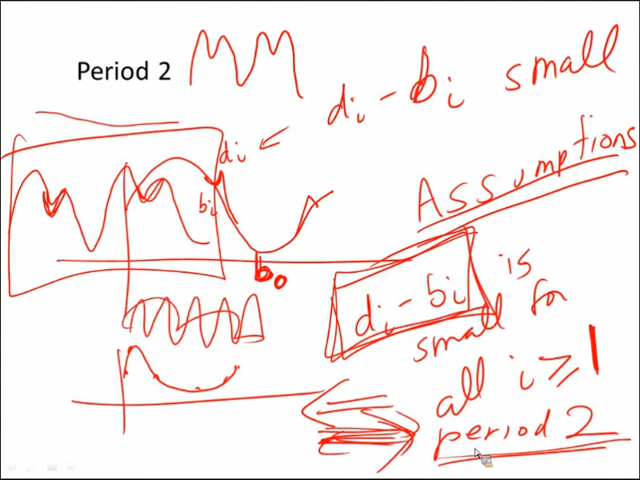 Period 2
di - bi small
di ←
bi
b0
Assumptions
di - bi is
small for
all i ≥ 1
period 2